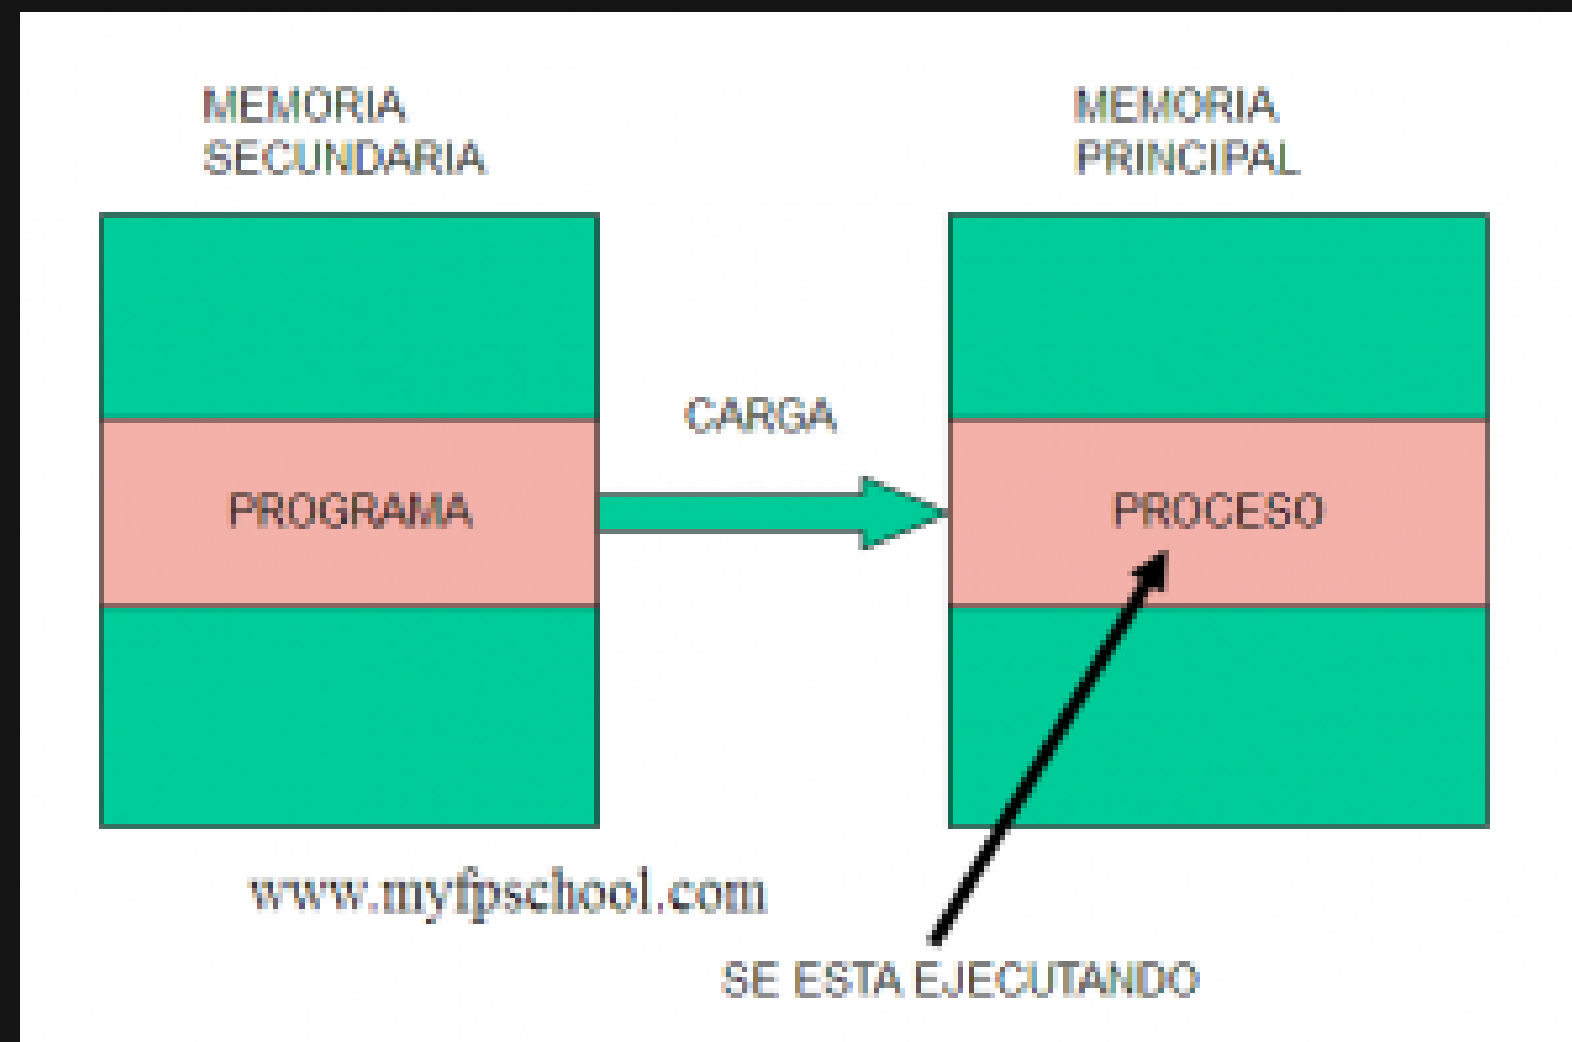 MEMORIA
SECUNDARIA
MEMORIA
PRINCIPAL
CARGA
PROGRAMA
PROCESO
www.myfpschool.com
SE ESTA EJECUTANDO